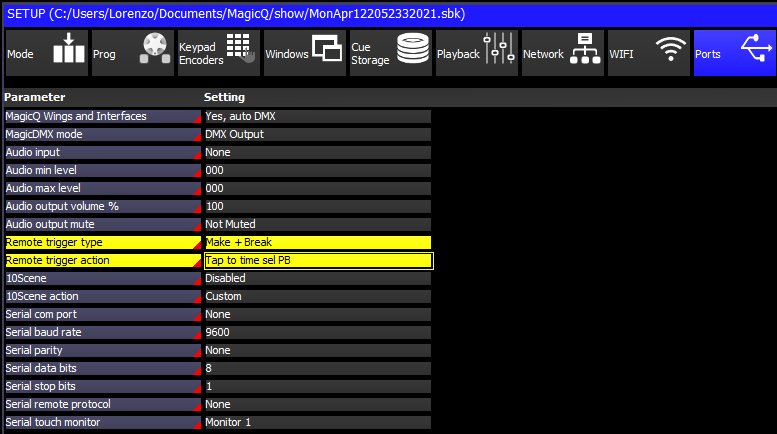 SETUP (C:/Users/Lorenzo/Documents/MagicQ/show/MonApr122052332021.sbk)
Mode
Prog
Keypad
Encoders
Windows
Cue
Storage
Playback
Network
WIFI
Ports
Parameter Setting
MagicQ Wings and Interfaces Yes, auto DMX
MagicDMX mode DMX Output
Audio input None
Audio min level 000
Audio max level 000
Audio output volume % 100
Audio output mute Not Muted
Remote trigger type Make + Break
Remote trigger action Tap to time sel PB
10Scene Disabled
10Scene action Custom
Serial com port None
Serial baud rate 9600
Serial parity None
Serial data bits 8
Serial stop bits 1
Serial remote protocol None
Serial touch monitor Monitor 1